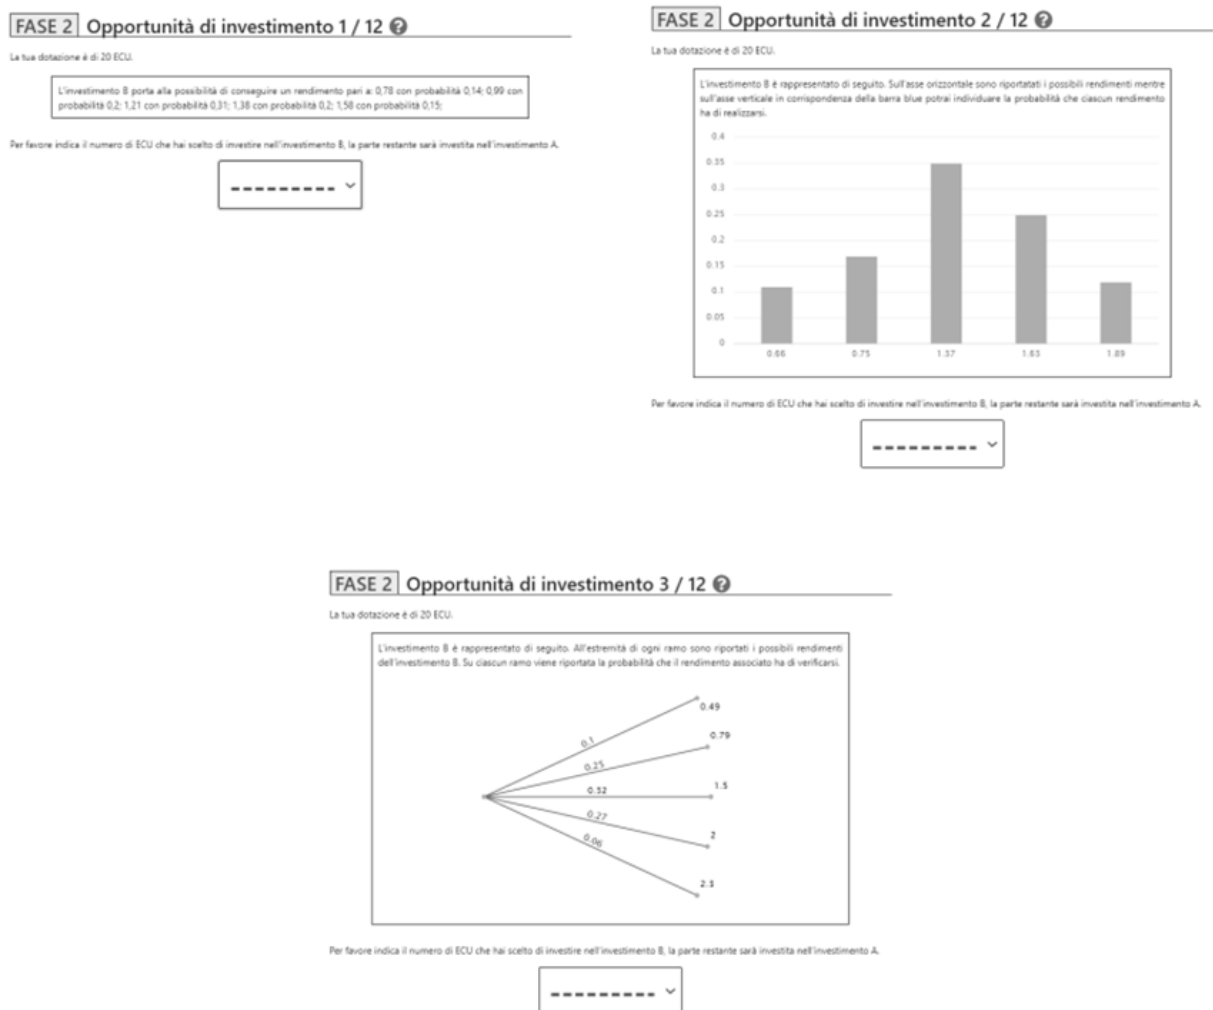 FASE 2 Opportunità di investimento 1 / 12 ?
La tua dotazione è di 20 ECU.
L'investimento B porta alla possibilità di conseguire un rendimento pari a: 0,78 con probabilità 0,14; 0,99 con
probabilità 0,2; 1,21 con probabilità 0,31; 1,38 con probabilità 0,2; 1,58 con probabilità 0,15;
Per favore indica il numero di ECU che hai scelto di investire nell'investimento B, la parte restante sarà investita nell'investimento A.
---------
FASE 2 Opportunità di investimento 2 / 12 ?
La tua dotazione è di 20 ECU.
L'investimento B è rappresentato di seguito. Sull'asse orizzontale sono riportatati i possibili rendimenti mentre
sull'asse verticale in corrispondenza della barra blue potrai individuare la probabilità che ciascun rendimento
ha di realizzarsi.
0.4
0.35
0.3
0.25
0.2
0.15
0.1
0.05
0
0.66 0.75 1.37 1.63 1.89
Per favore indica il numero di ECU che hai scelto di investire nell'investimento B, la parte restante sarà investita nell'investimento A.
---------
FASE 2 Opportunità di investimento 3 / 12 ?
La tua dotazione è di 20 ECU.
L'investimento B è rappresentato di seguito. All'estremità di ogni ramo sono riportati i possibili rendimenti
dell'investimento B. Su ciascun ramo viene riportata la probabilità che il rendimento associato ha di verificarsi.
0.49
0.1
0.79
0.25
0.32
1.5
0.27
2
0.06
2.3
Per favore indica il numero di ECU che hai scelto di investire nell'investimento B, la parte restante sarà investita nell'investimento A.
---------